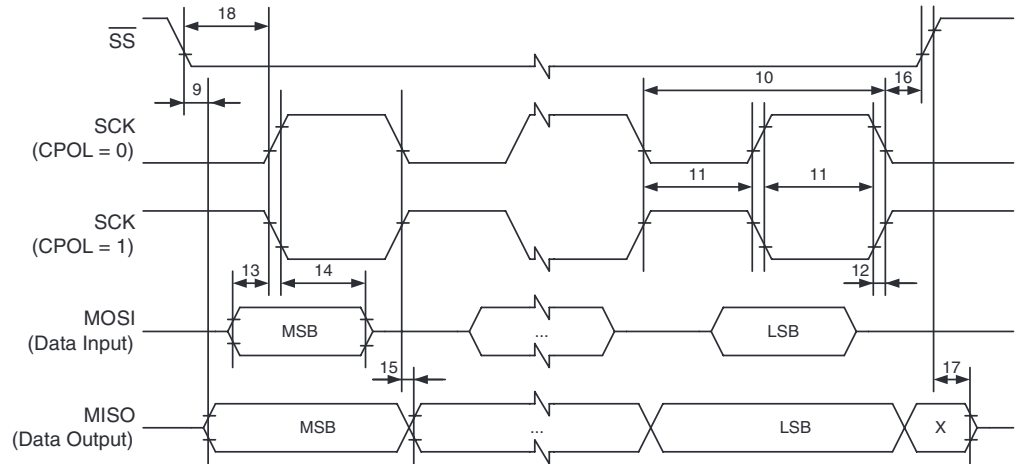 18
SS
9
10
16
SCK
(CPOL = 0)
11
11
SCK
(CPOL = 1)
13
14
12
MOSI
(Data Input)
MSB
...
LSB
15
17
MISO
(Data Output)
MSB
...
LSB
X